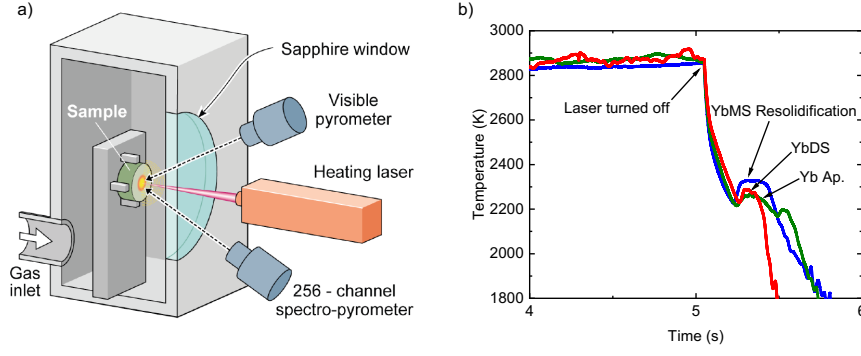 a)
Sapphire window
Sample
Visible
pyrometer
Heating laser
Gas
inlet
256 - channel
spectro-pyrometer
b)
3000
2800
2600
2400
2200
2000
1800
Temperature (K)
Laser turned off
YbMS Resolidification
YbDS
Yb Ap.
4
5
6
Time (s)